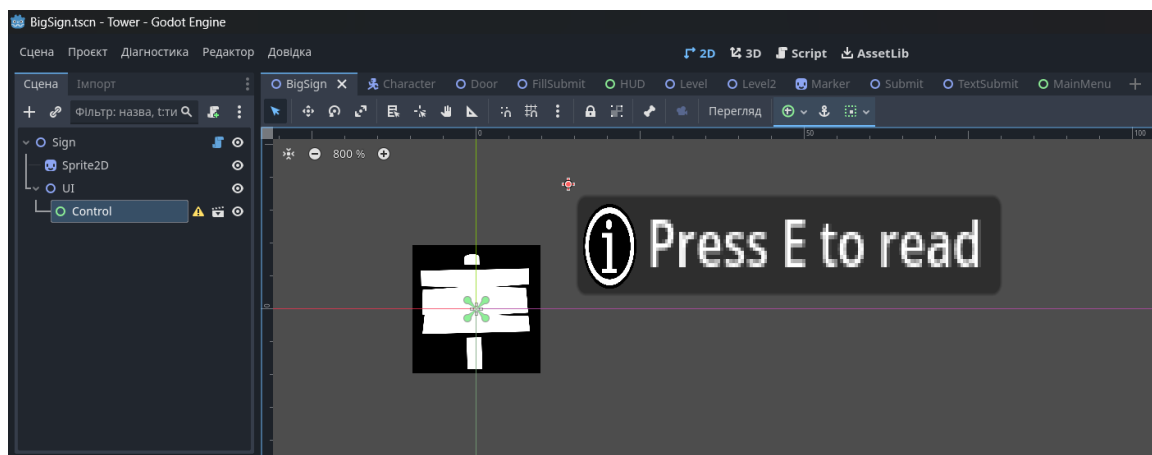 BigSign.tscn - Tower - Godot Engine
Сцена Проєкт Діагностика Редактор Довідка
2D 3D Script AssetLib
Сцена Імпорт
BigSign Character Door FillSubmit HUD Level Level2 Marker Submit TextSubmit MainMenu
Фільтр: назва, t:ти
Перегляд
0 50 100
800 %
Sign
Sprite2D
UI
Control
0
i Press E to read